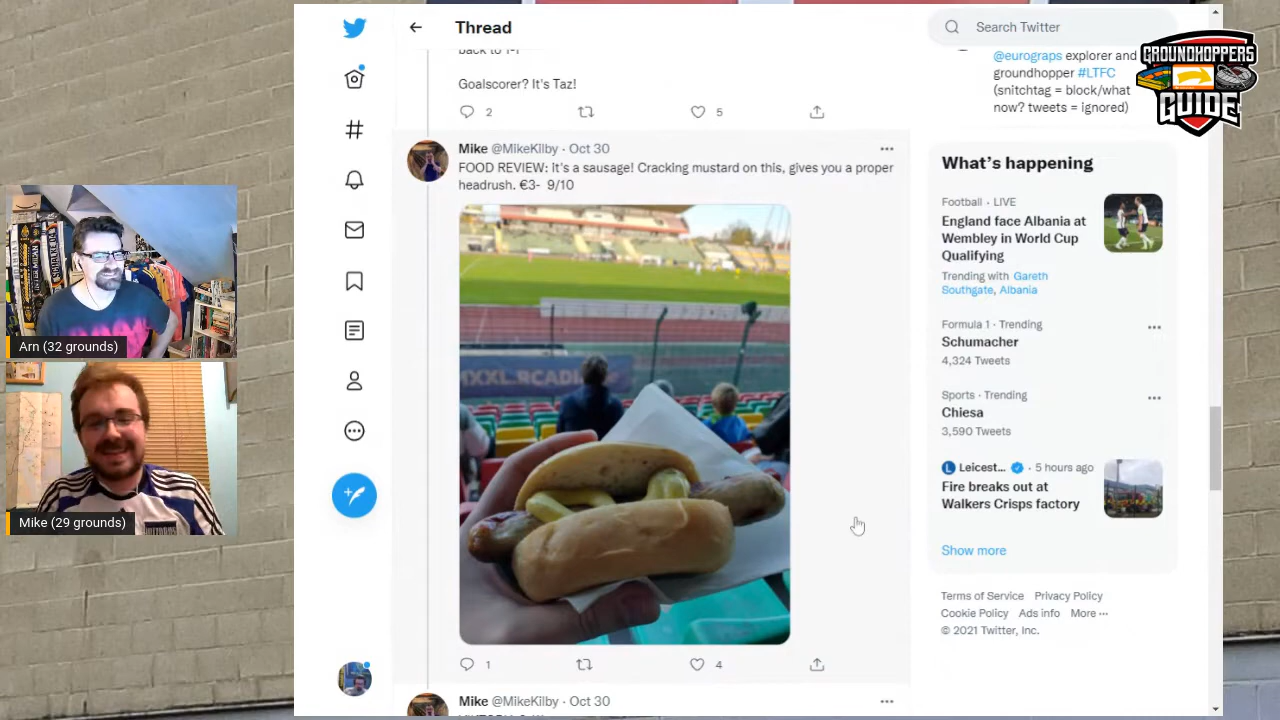 Thread
Search Twitter
back to 1-1
Goalscorer? It's Taz!
2
5
Mike @MikeKilby · Oct 30
FOOD REVIEW: It's a sausage! Cracking mustard on this, gives you a proper
headrush. €3- 9/10
1
4
Mike @MikeKilby · Oct 30
@eurograps explorer and
groundhopper #LTFC
(snitchtag = block/what
now? tweets = ignored)
GROUNDHOPPERS
GUIDE
What's happening
Football · LIVE
England face Albania at
Wembley in World Cup
Qualifying
Trending with Gareth
Southgate, Albania
Formula 1 · Trending
Schumacher
4,324 Tweets
Sports · Trending
Chiesa
3,590 Tweets
Leicest... · 5 hours ago
Fire breaks out at
Walkers Crisps factory
Show more
Terms of Service Privacy Policy
Cookie Policy Ads info More ···
© 2021 Twitter, Inc.
Arn (32 grounds)
Mike (29 grounds)